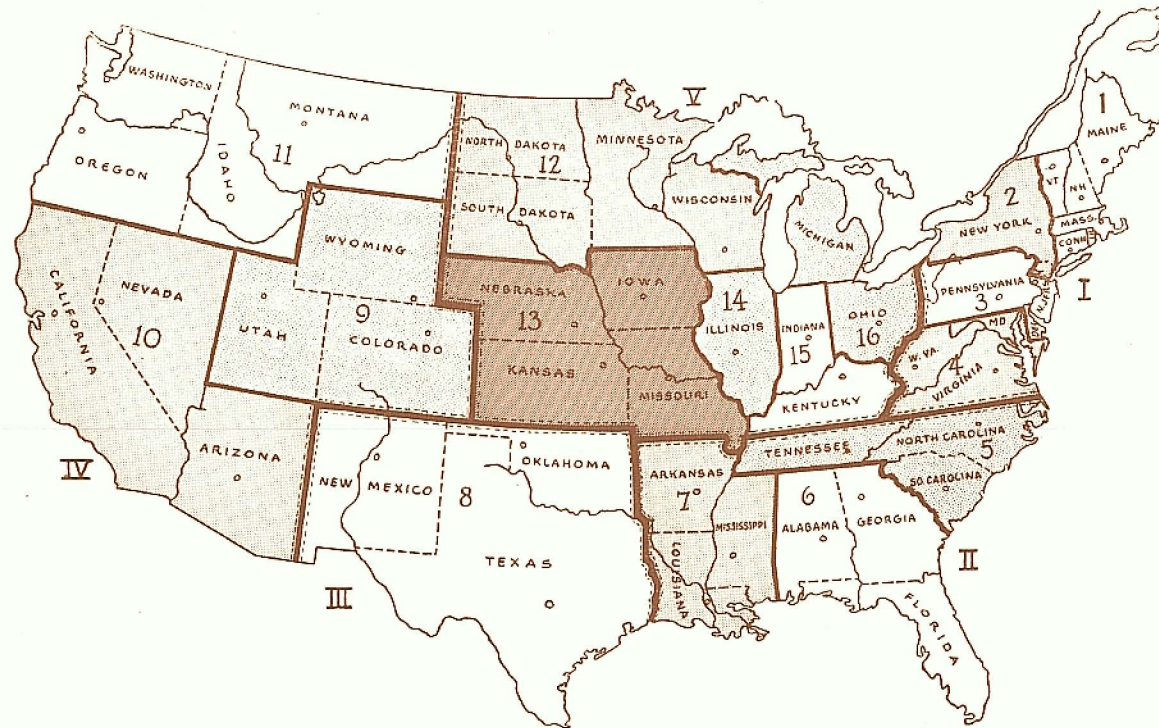 WASHINGTON
MONTANA
11
OREGON
IDAHO
NORTH DAKOTA
12
SOUTH DAKOTA
MINNESOTA
V
WISCONSIN
MICHIGAN
1
MAINE
VT
NH
2
NEW YORK
MASS.
CONN
I
WYOMING
NEBRASKA
IOWA
13
KANSAS
MISSOURI
CALIFORNIA
NEVADA
10
UTAH
9
COLORADO
14
ILLINOIS
INDIANA
15
OHIO
16
PENNSYLVANIA
3
MD
W. VA.
4
VIRGINIA
KENTUCKY
IV
ARIZONA
NEW MEXICO
8
OKLAHOMA
TEXAS
III
ARKANSAS
7
MISSISSIPPI
LOUISIANA
TENNESSEE
NORTH CAROLINA
5
SO. CAROLINA
6
ALABAMA
GEORGIA
II
FLORIDA